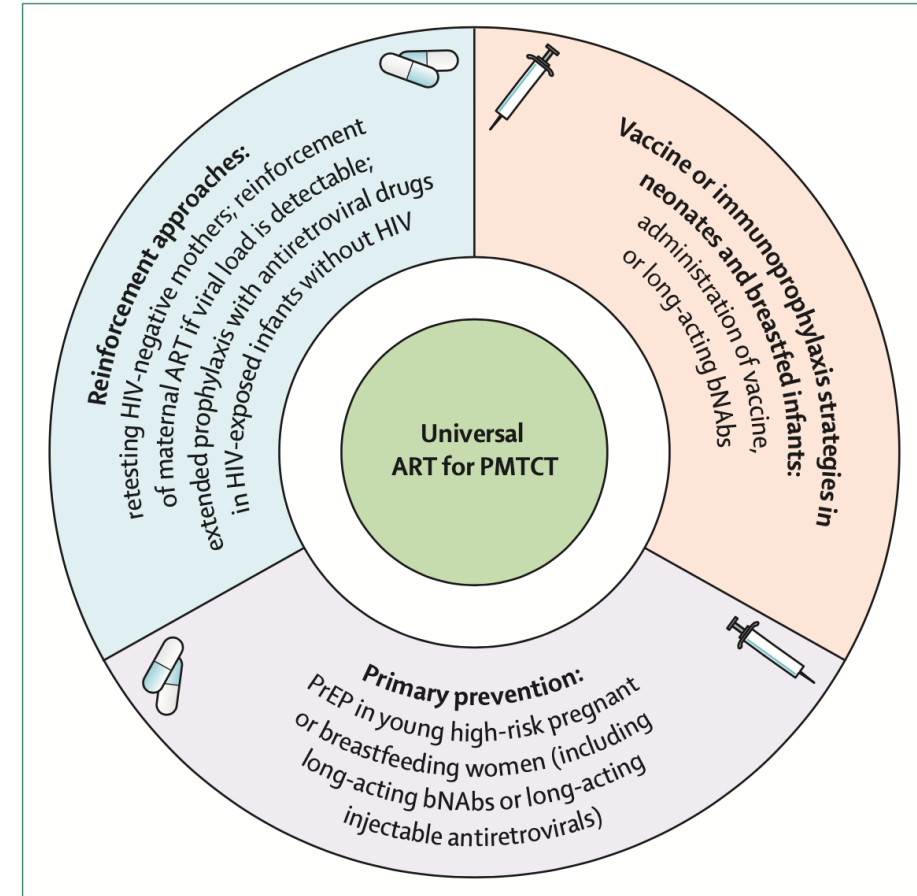 Reinforcement approaches:
retesting HIV-negative mothers; reinforcement
of maternal ART if viral load is detectable;
extended prophylaxis with antiretroviral drugs
in HIV-exposed infants without HIV
Vaccine or immunoprophylaxis strategies in
neonates and breastfed infants:
administration of vaccine,
or long-acting bNAbs
Universal
ART for PMTCT
Primary prevention:
PrEP in young high-risk pregnant
or breastfeeding women (including
long-acting bNAbs or long-acting
injectable antiretrovirals)